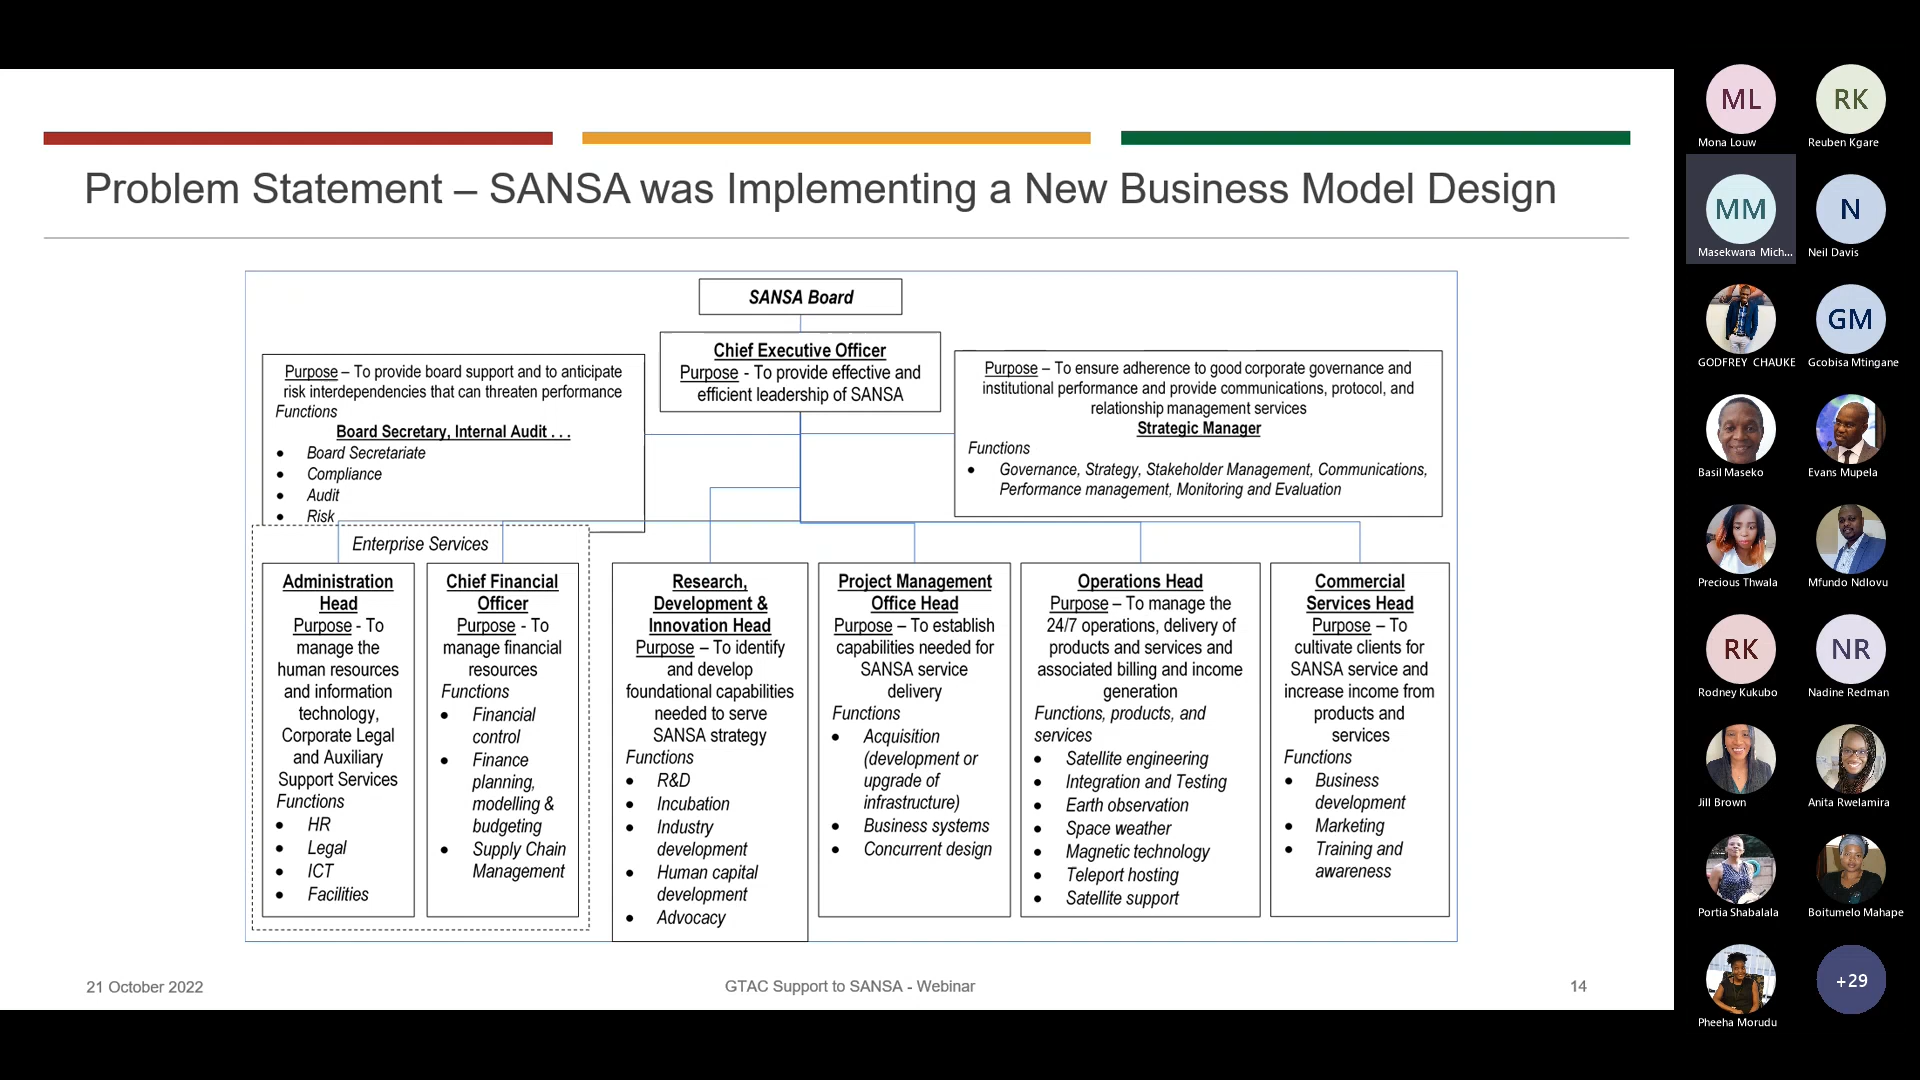 Problem Statement – SANSA was Implementing a New Business Model Design
SANSA Board
Chief Executive Officer
Purpose - To provide effective and
efficient leadership of SANSA
Purpose – To provide board support and to anticipate
risk interdependencies that can threaten performance
Functions
Board Secretary, Internal Audit . . .
• Board Secretariate
• Compliance
• Audit
• Risk
Purpose – To ensure adherence to good corporate governance and
institutional performance and provide communications, protocol, and
relationship management services
Strategic Manager
Functions
• Governance, Strategy, Stakeholder Management, Communications,
Performance management, Monitoring and Evaluation
Enterprise Services
Administration
Head
Purpose - To
manage the
human resources
and information
technology,
Corporate Legal
and Auxiliary
Support Services
Functions
• HR
• Legal
• ICT
• Facilities
Chief Financial
Officer
Purpose - To
manage financial
resources
Functions
• Financial
control
• Finance
planning,
modelling &
budgeting
• Supply Chain
Management
Research,
Development &
Innovation Head
Purpose – To identify
and develop
foundational capabilities
needed to serve
SANSA strategy
Functions
• R&D
• Incubation
• Industry
development
• Human capital
development
• Advocacy
Project Management
Office Head
Purpose – To establish
capabilities needed for
SANSA service
delivery
Functions
• Acquisition
(development or
upgrade of
infrastructure)
• Business systems
• Concurrent design
Operations Head
Purpose – To manage the
24/7 operations, delivery of
products and services and
associated billing and income
generation
Functions, products, and
services
• Satellite engineering
• Integration and Testing
• Earth observation
• Space weather
• Magnetic technology
• Teleport hosting
• Satellite support
Commercial
Services Head
Purpose – To
cultivate clients for
SANSA service and
increase income from
products and
services
Functions
• Business
development
• Marketing
• Training and
awareness
21 October 2022
GTAC Support to SANSA - Webinar
14
ML
Mona Louw
RK
Reuben Kgare
MM
Masekwana Mich...
N
Neil Davis
GODFREY CHAUKE
GM
Gcobisa Mtingane
Basil Maseko
Evans Mupela
Precious Thwala
Mfundo Ndlovu
RK
Rodney Kukubo
NR
Nadine Redman
Jill Brown
Anita Rwelamira
Portia Shabalala
Boitumelo Mahape
Pheeha Morudu
+29